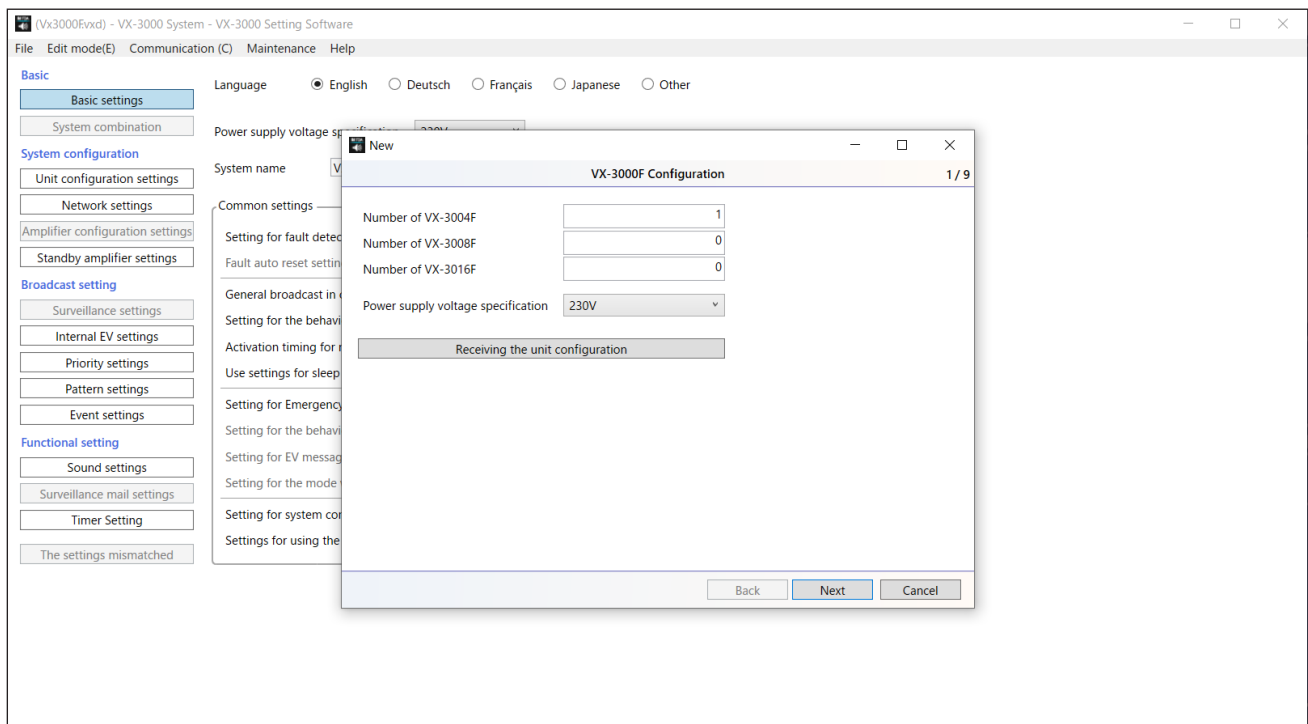 (Vx3000F.vxd) - VX-3000 System - VX-3000 Setting Software
File Edit mode(E) Communication (C) Maintenance Help
Basic
Basic settings
System combination
System configuration
Unit configuration settings
Network settings
Amplifier configuration settings
Standby amplifier settings
Broadcast setting
Surveillance settings
Internal EV settings
Priority settings
Pattern settings
Event settings
Functional setting
Sound settings
Surveillance mail settings
Timer Setting
The settings mismatched
Language English Deutsch Français Japanese Other
Power supply voltage
System name V
Common settings
Setting for fault
Fault auto reset
General broadcast in
Setting for the
Activation timing for
Use settings for sleep
Setting for Emergency
Setting for the
Setting for EV
Setting for the mode
Setting for system
Settings for using the
New
VX-3000F Configuration 1 / 9
Number of VX-3004F 1
Number of VX-3008F 0
Number of VX-3016F 0
Power supply voltage specification 230V
Receiving the unit configuration
Back Next Cancel